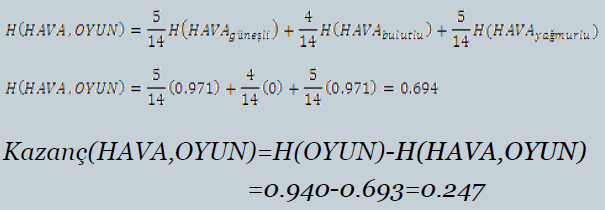 H(HAVA,OYUN) = 5/14 H(HAVA_güneşli) + 4/14 H(HAVA_bulutlu) + 5/14 H(HAVA_yağmurlu)
H(HAVA,OYUN) = 5/14 (0.971) + 4/14 (0) + 5/14 (0.971) = 0.694
Kazanç(HAVA,OYUN)=H(OYUN)-H(HAVA,OYUN)
=0.940-0.693=0.247